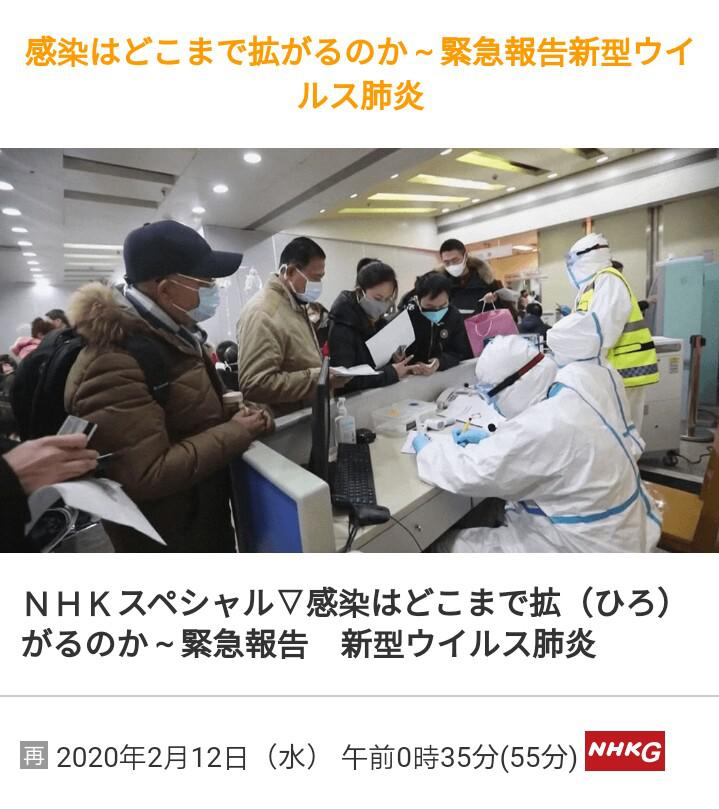 感染はどこまで拡がるのか～緊急報告新型ウイ
ルス肺炎
ＮＨＫスペシャル▽感染はどこまで拡（ひろ）
がるのか～緊急報告　新型ウイルス肺炎
再 2020年2月12日（水） 午前0時35分(55分) NHKG